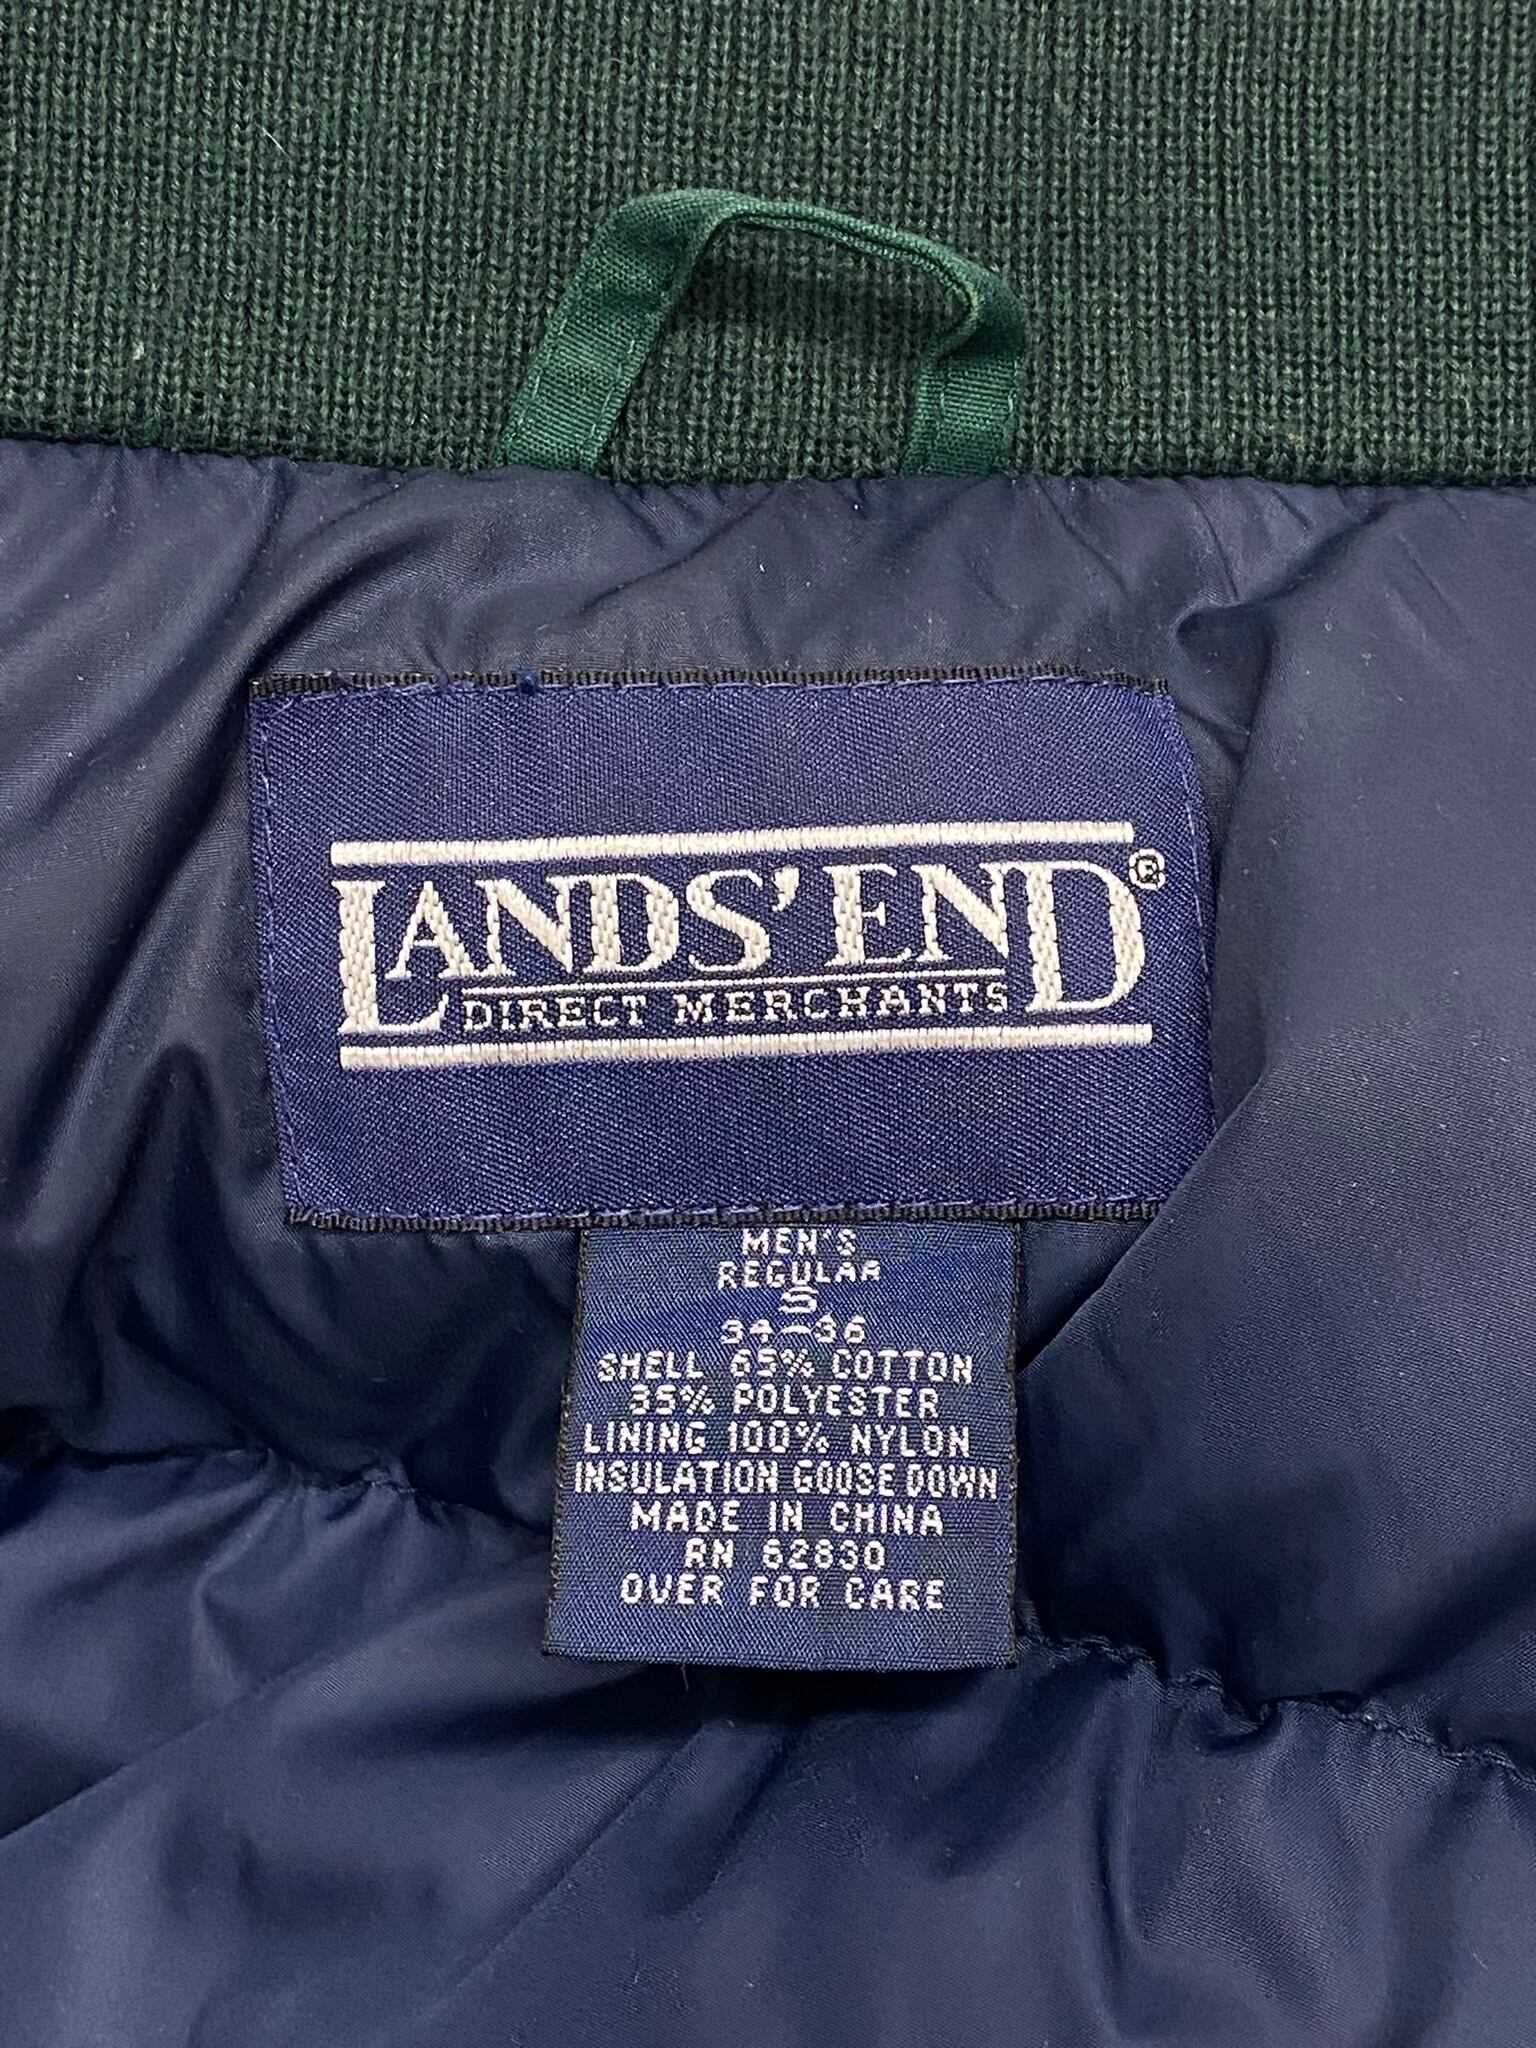 LANDS' END®
DIRECT MERCHANTS
MEN'S
REGULAR
S
34-36
SHELL 65% COTTON
35% POLYESTER
LINING 100% NYLON
INSULATION GOOSE DOWN
MADE IN CHINA
RN 62830
OVER FOR CARE